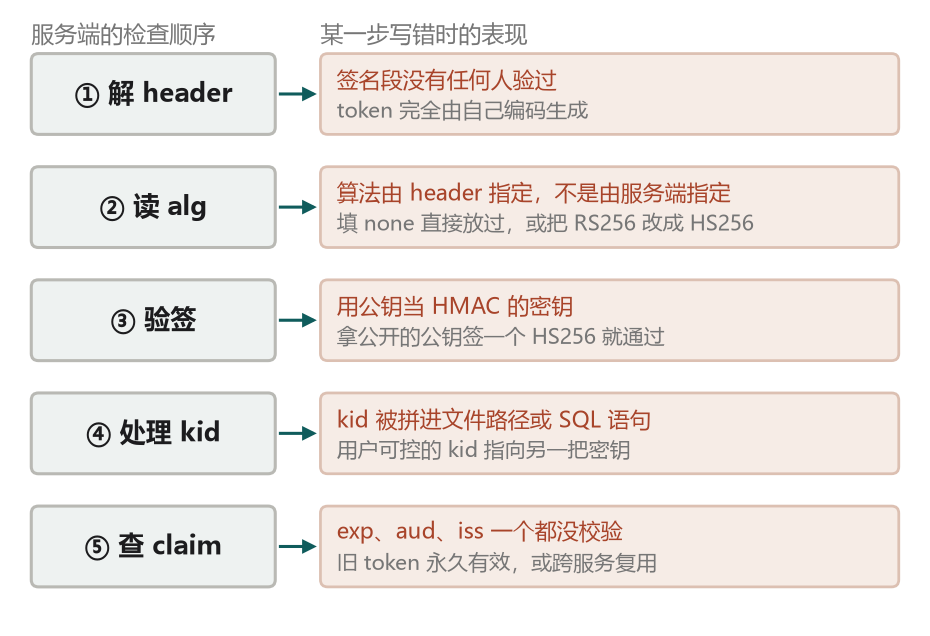 服务端的检查顺序
某一步写错时的表现
① 解 header
签名段没有任何人验过
token 完全由自己编码生成
② 读 alg
算法由 header 指定，不是由服务端指定
填 none 直接放过，或把 RS256 改成 HS256
③ 验签
用公钥当 HMAC 的密钥
拿公开的公钥签一个 HS256 就通过
④ 处理 kid
kid 被拼进文件路径或 SQL 语句
用户可控的 kid 指向另一把密钥
⑤ 查 claim
exp、aud、iss 一个都没校验
旧 token 永久有效，或跨服务复用